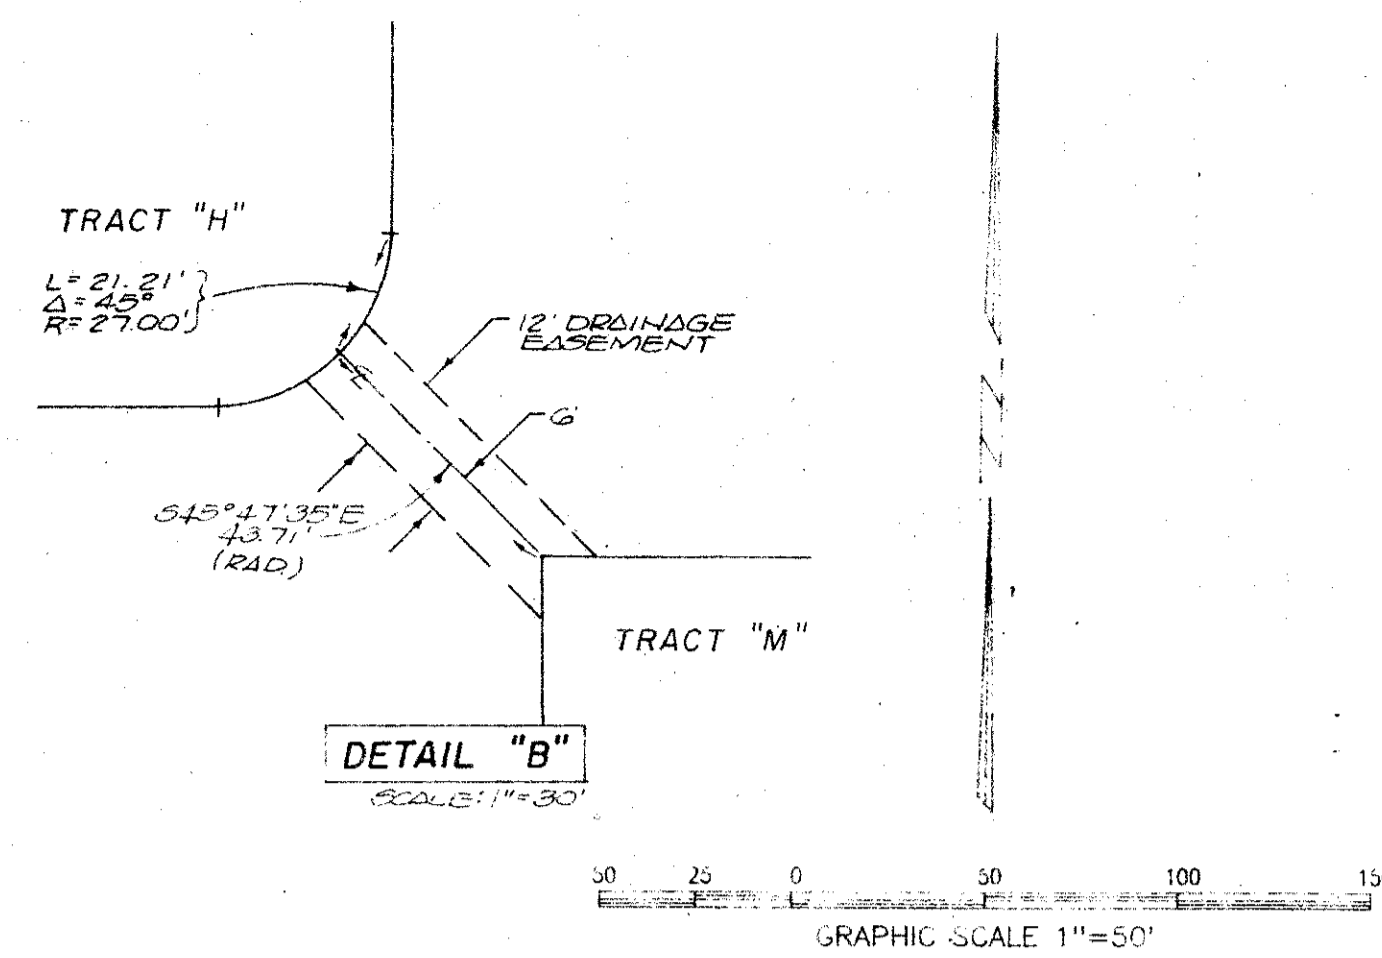 TRACT "H"
L=21.21'
Δ=45°
R=27.00'
12' DRAINAGE
EASEMENT
6'
S45°47'35"E
43.71'
(RAD.)
TRACT "M"
DETAIL "B"
SCALE: 1"=30'
N
50 25 0 50 100 15
GRAPHIC SCALE 1"=50'